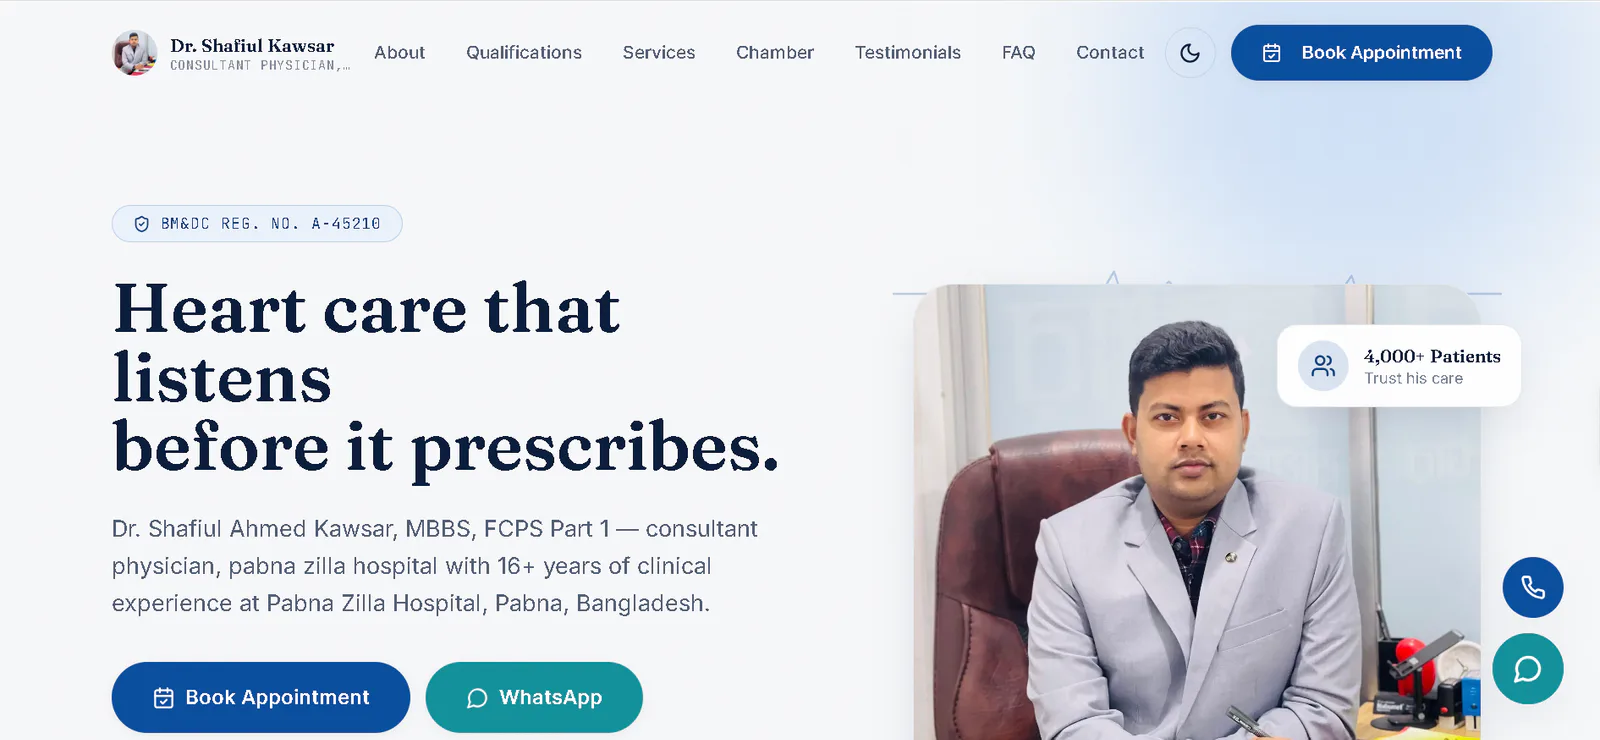 Dr. Shafiul Kawsar
CONSULTANT PHYSICIAN,…
About
Qualifications
Services
Chamber
Testimonials
FAQ
Contact
Book Appointment
BM&DC REG. NO. A-45210
Heart care that
listens
before it prescribes.
4,000+ Patients
Trust his care
Dr. Shafiul Ahmed Kawsar, MBBS, FCPS Part 1 — consultant
physician, pabna zilla hospital with 16+ years of clinical
experience at Pabna Zilla Hospital, Pabna, Bangladesh.
Book Appointment
WhatsApp